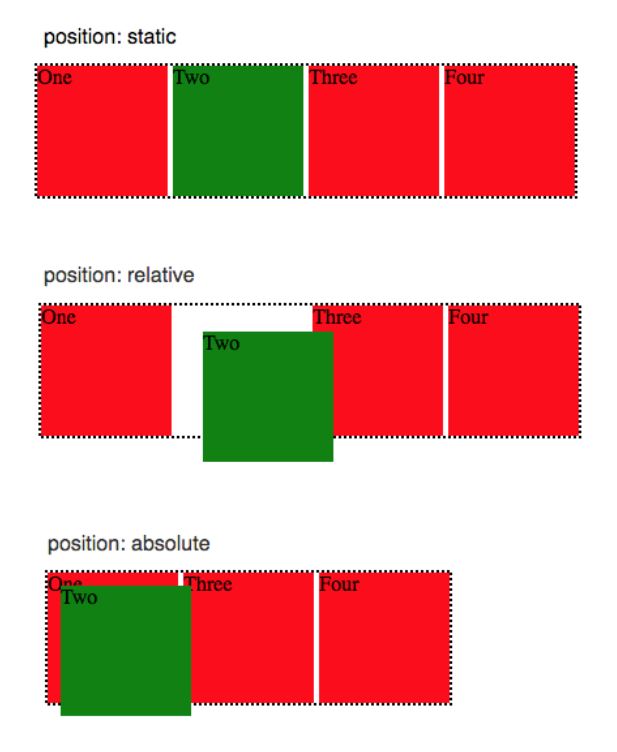 position: static
One Two Three Four
position: relative
One Three Four
Two
position: absolute
One Three Four
Two